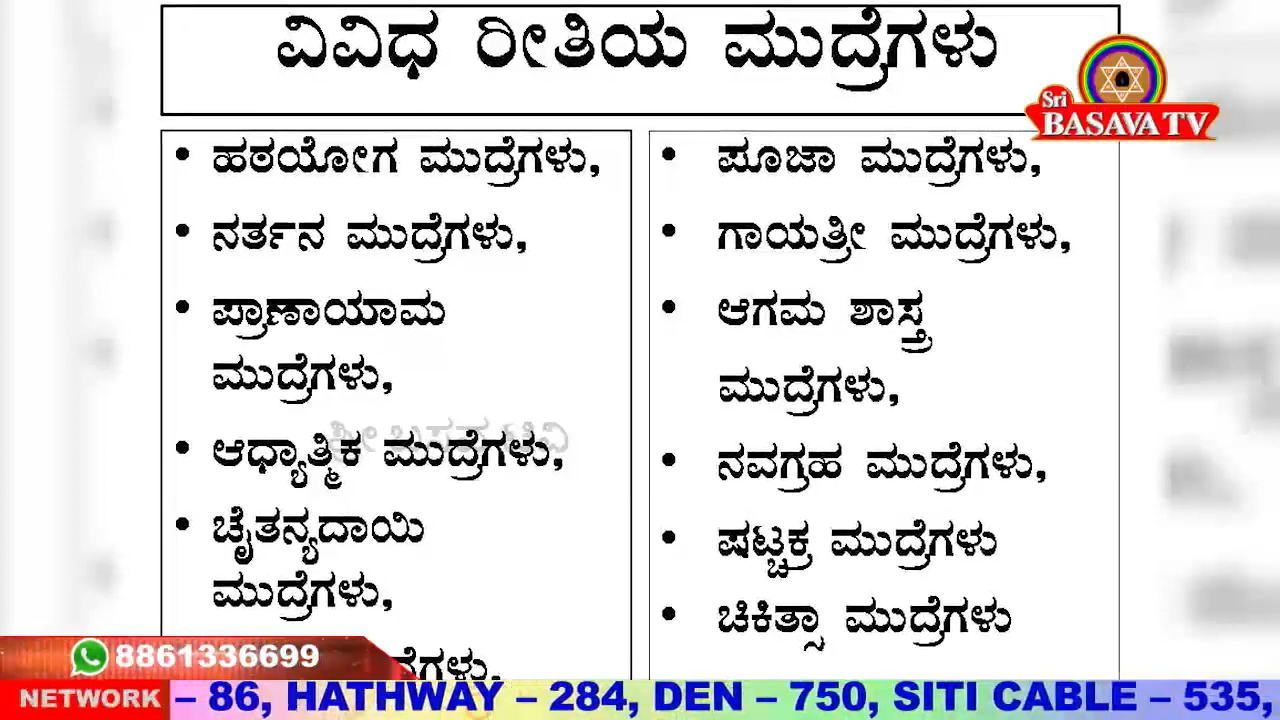 ವಿವಿಧ ರೀತಿಯ ಮುದ್ರೆಗಳು
Sri
BASAVA TV
• ಹಠಯೋಗ ಮುದ್ರೆಗಳು,
• ನರ್ತನ ಮುದ್ರೆಗಳು,
• ಪ್ರಾಣಾಯಾಮ
ಮುದ್ರೆಗಳು,
• ಆಧ್ಯಾತ್ಮಿಕ ಮುದ್ರೆಗಳು,
• ಚೈತನ್ಯದಾಯಿ
ಮುದ್ರೆಗಳು,
• ಪೂಜಾ ಮುದ್ರೆಗಳು,
• ಗಾಯತ್ರೀ ಮುದ್ರೆಗಳು,
• ಆಗಮ ಶಾಸ್ತ್ರ
ಮುದ್ರೆಗಳು,
• ನವಗ್ರಹ ಮುದ್ರೆಗಳು,
• ಷಟ್ಚಕ್ರ ಮುದ್ರೆಗಳು
• ಚಿಕಿತ್ಸಾ ಮುದ್ರೆಗಳು
ಶ್ರೀ ಬಸವ ಟಿವಿ
8861336699
NETWORK – 86, HATHWAY – 284, DEN – 750, SITI CABLE – 535,